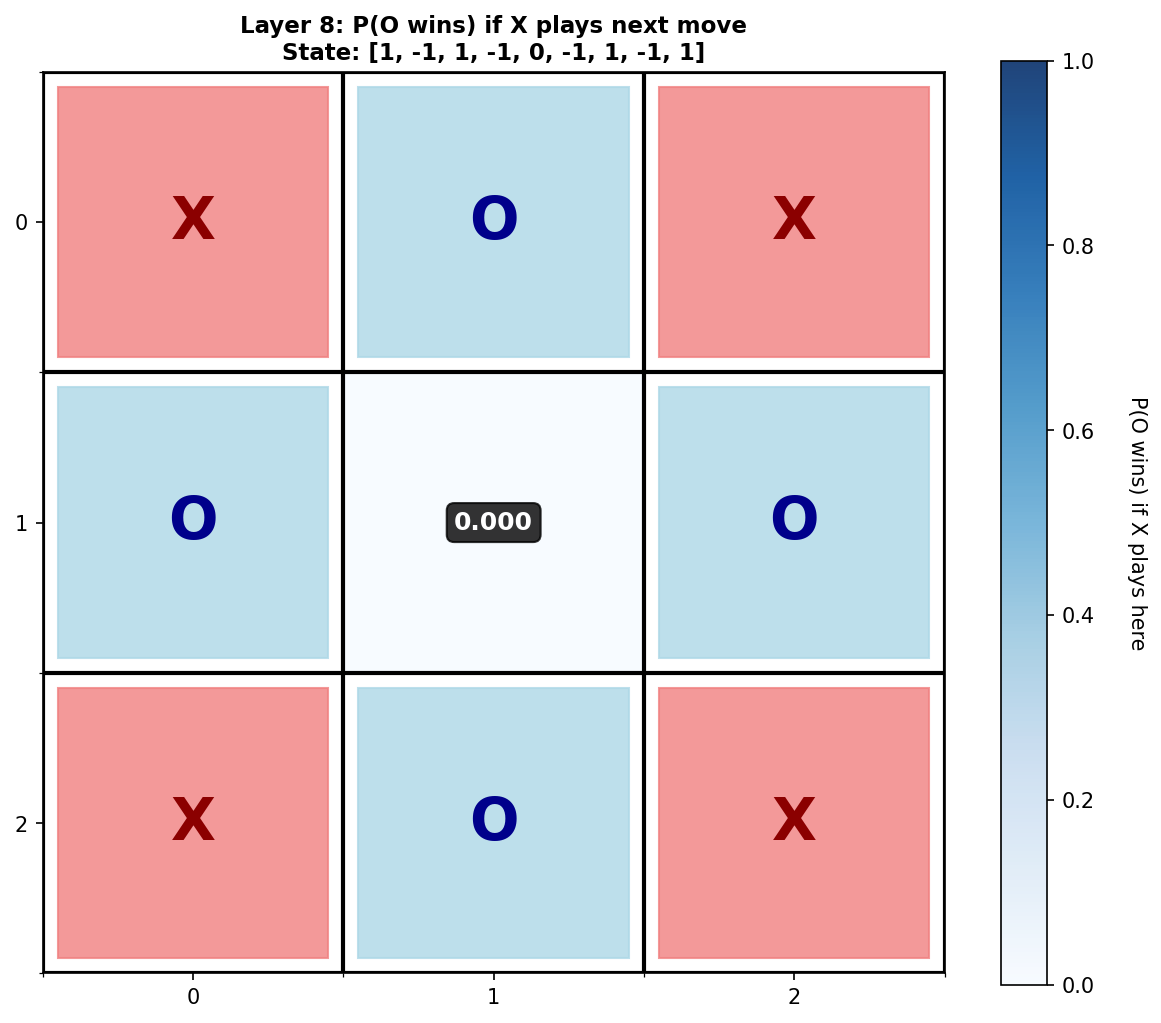 Layer 8: P(O wins) if X plays next move
State: [1, -1, 1, -1, 0, -1, 1, -1, 1]
1.0
0.8
0.6
0.4
0.2
0.0
P(O wins) if X plays here
0
X
O
X
1
O
0.000
O
2
X
O
X
0
1
2